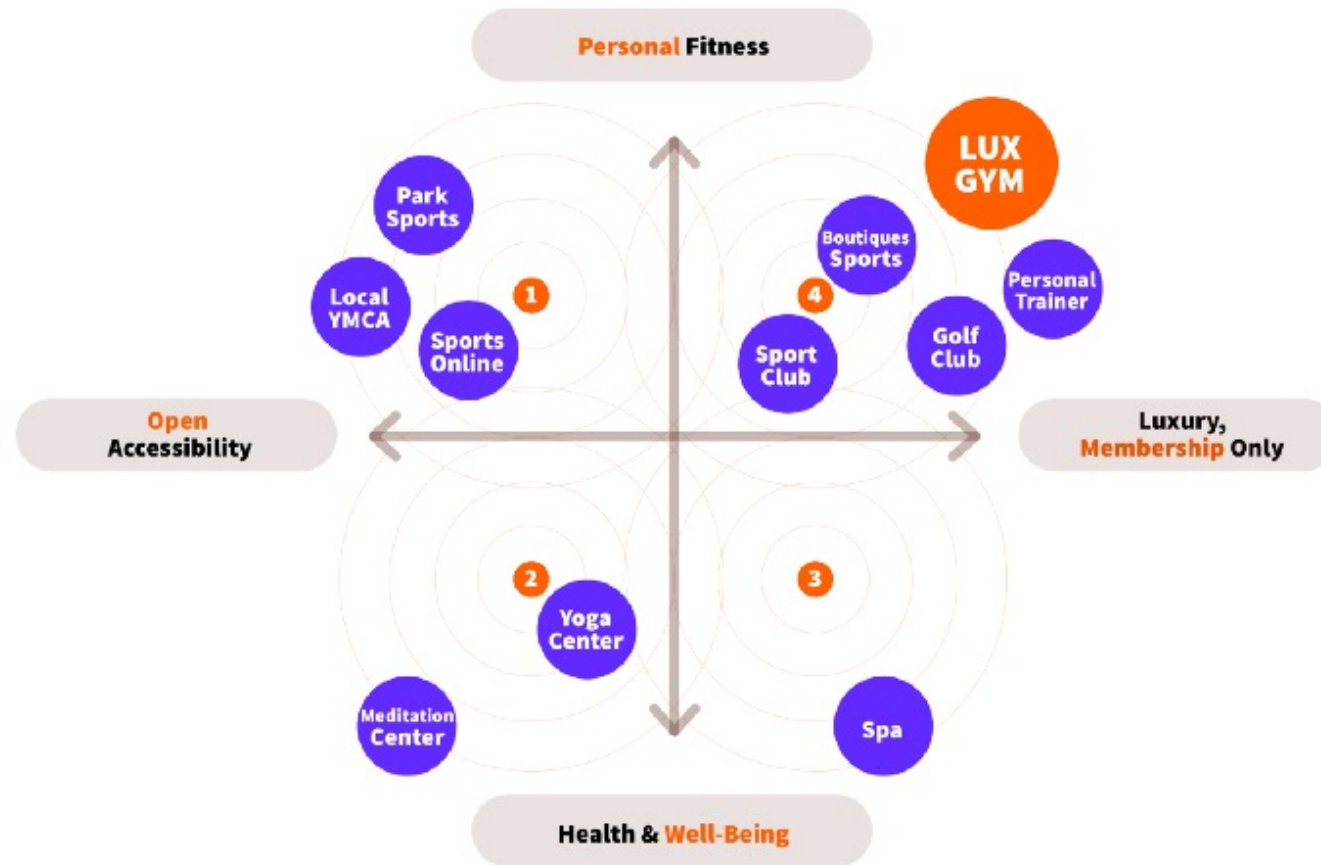 Personal Fitness
LUX
GYM
Park
Sports
Boutiques
Sports
Personal
Trainer
Local
YMCA
1
4
Sports
Online
Sport
Club
Golf
Club
Open
Accessibility
Luxury,
Membership Only
2
3
Yoga
Center
Meditation
Center
Spa
Health & Well-Being